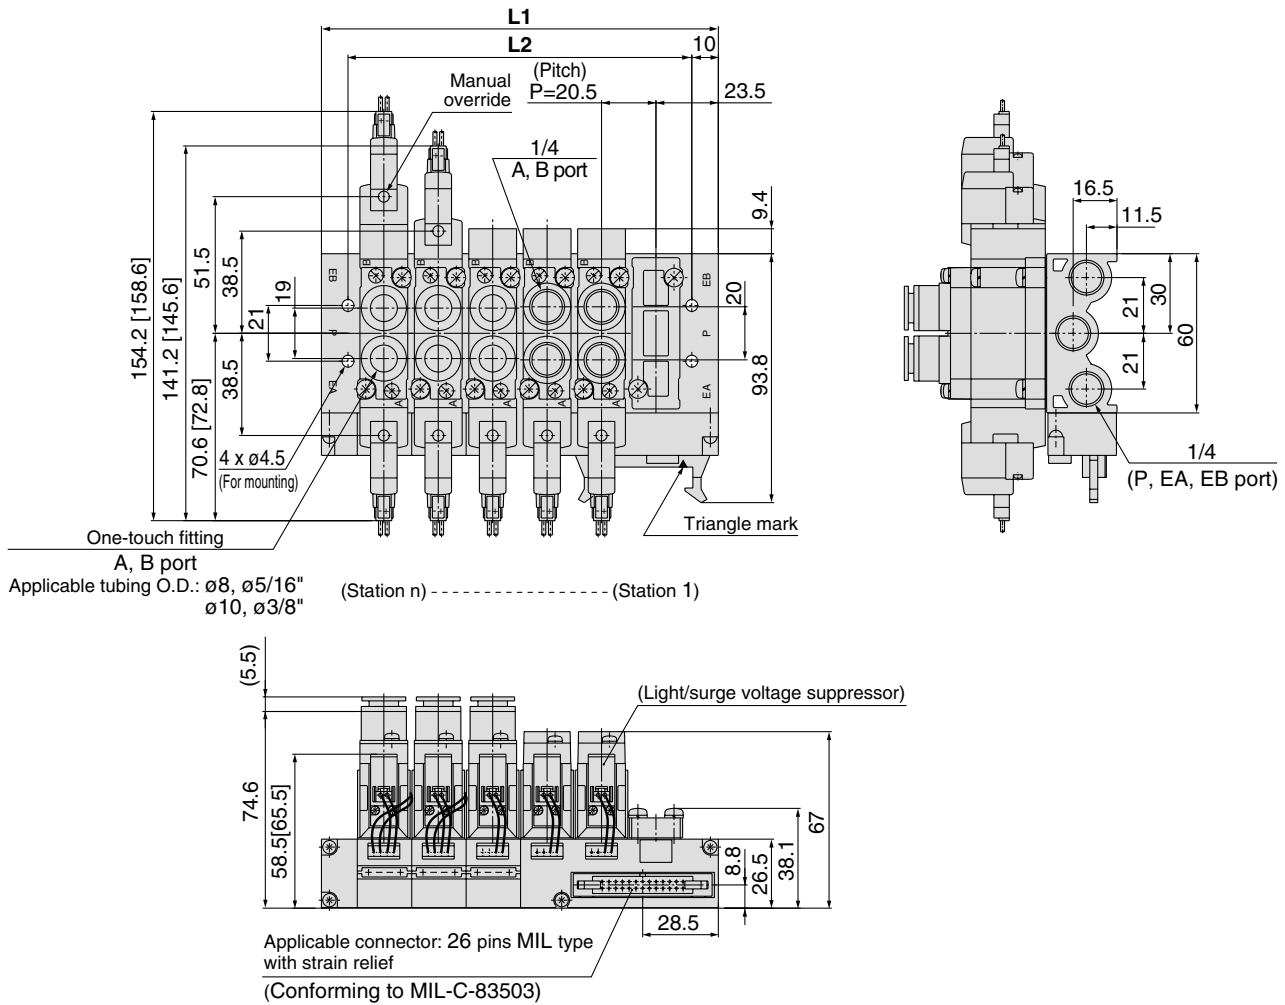 L1
L2
10
(Pitch)
P=20.5
23.5
Manual
override
1/4
A, B port
9.4
16.5
11.5
154.2 [158.6]
141.2 [145.6]
51.5
38.5
19
21
38.5
70.6 [72.8]
EB
P
EA
B
B
B
B
B
A
A
A
A
A
EB
P
EA
20
93.8
21
21
30
60
4 x ø4.5
(For mounting)
1/4
(P, EA, EB port)
One-touch fitting
A, B port
Applicable tubing O.D.: ø8, ø5/16"
ø10, ø3/8"
Triangle mark
(Station n) - - - - - - - - - - - - - - - - - - (Station 1)
(5.5)
74.6
58.5[65.5]
(Light/surge voltage suppressor)
67
38.1
26.5
8.8
28.5
Applicable connector: 26 pins MIL type
with strain relief
(Conforming to MIL-C-83503)